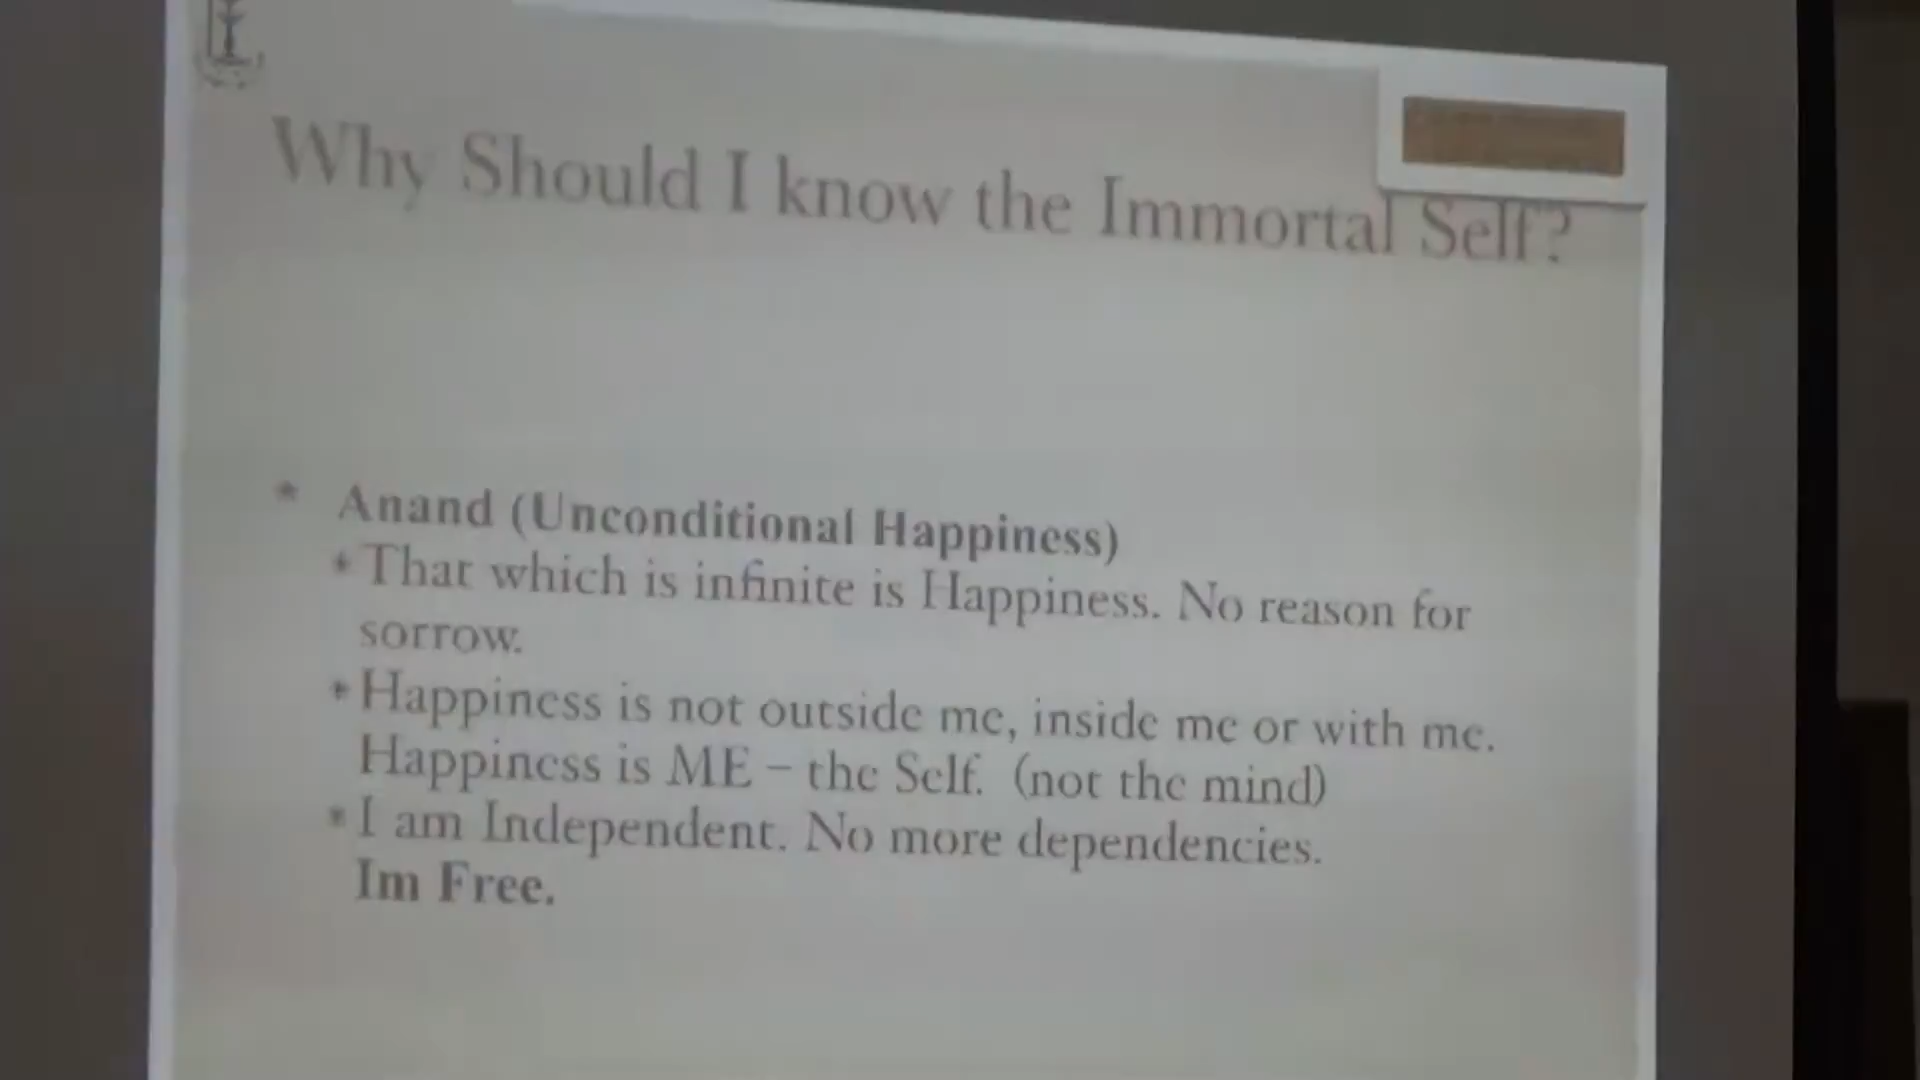 Why Should I know the Immortal Self?
* Anand (Unconditional Happiness)
* That which is infinite is Happiness. No reason for
sorrow.
* Happiness is not outside me, inside me or with me.
Happiness is ME – the Self. (not the mind)
* I am Independent. No more dependencies.
Im Free.